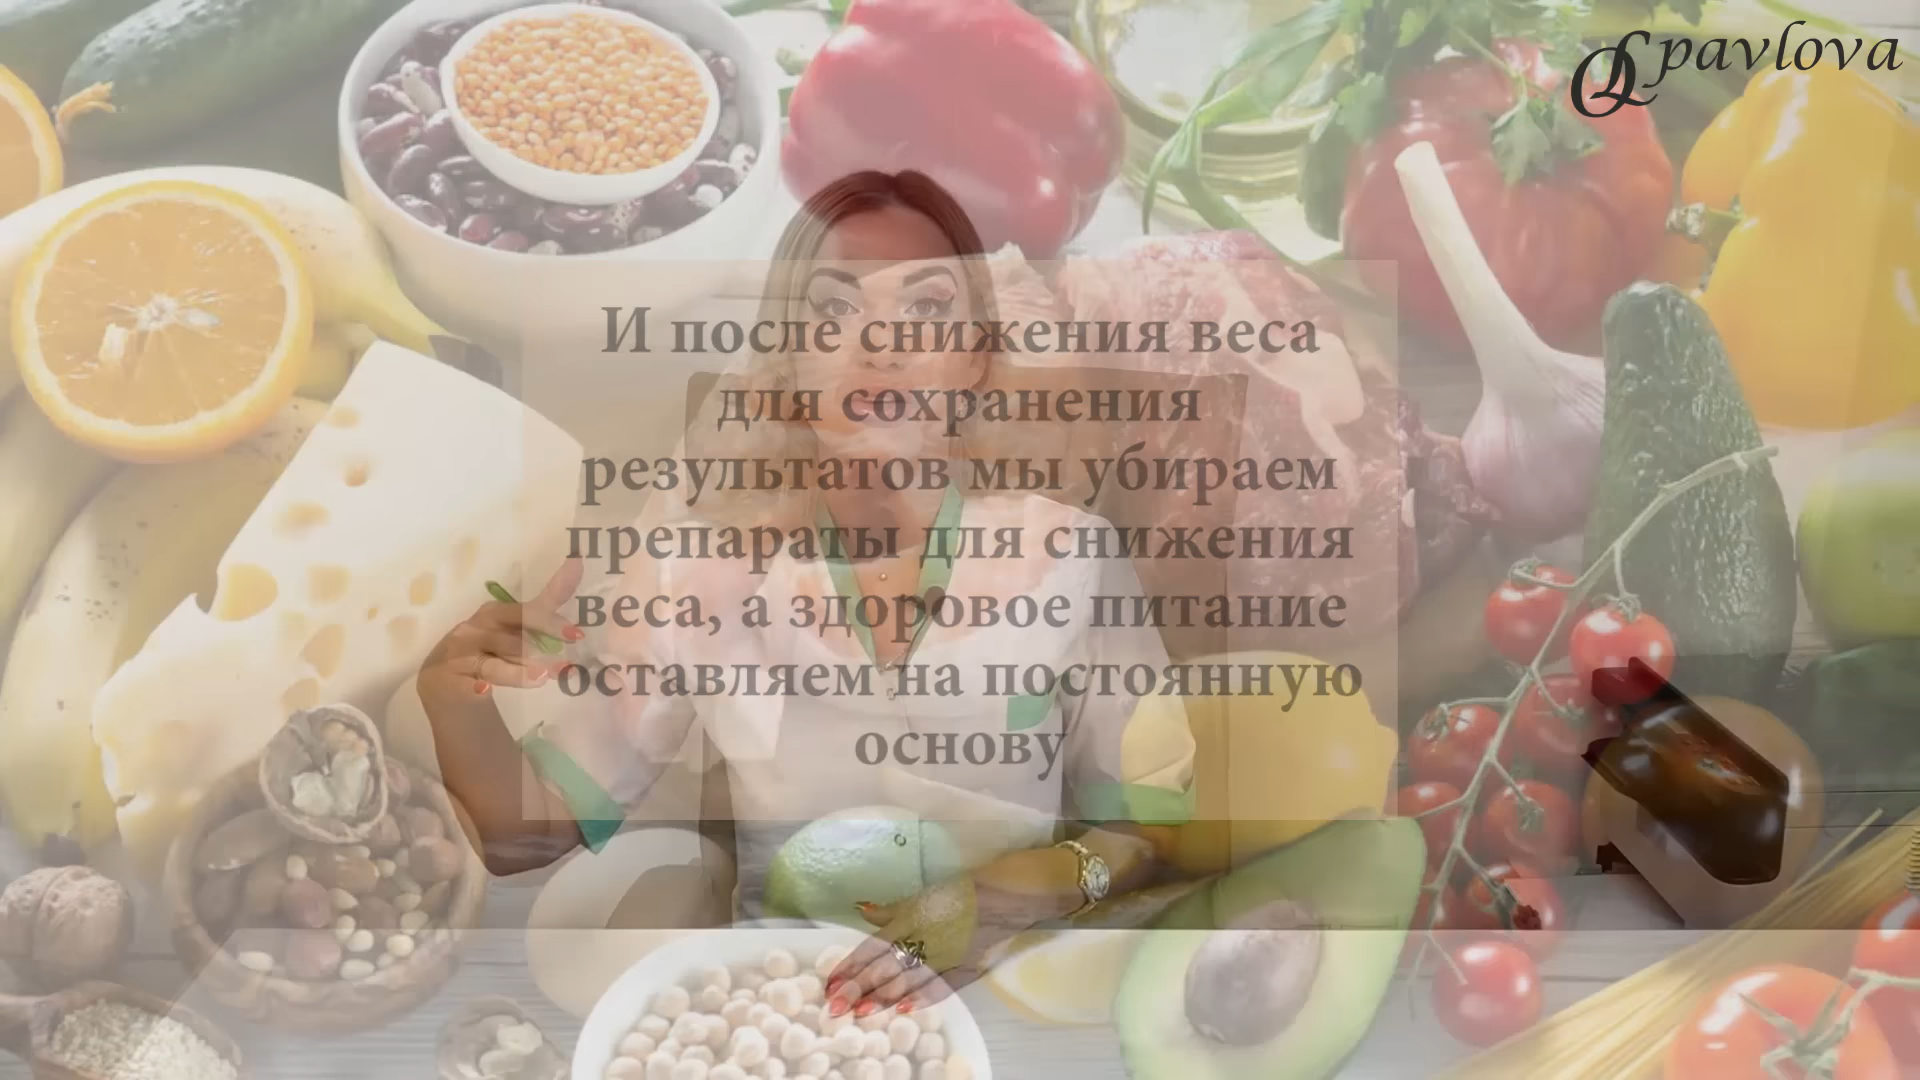 pavlova
И после снижения веса
для сохранения
результатов мы убираем
препараты для снижения
веса, а здоровое питание
оставляем на постоянную
основу